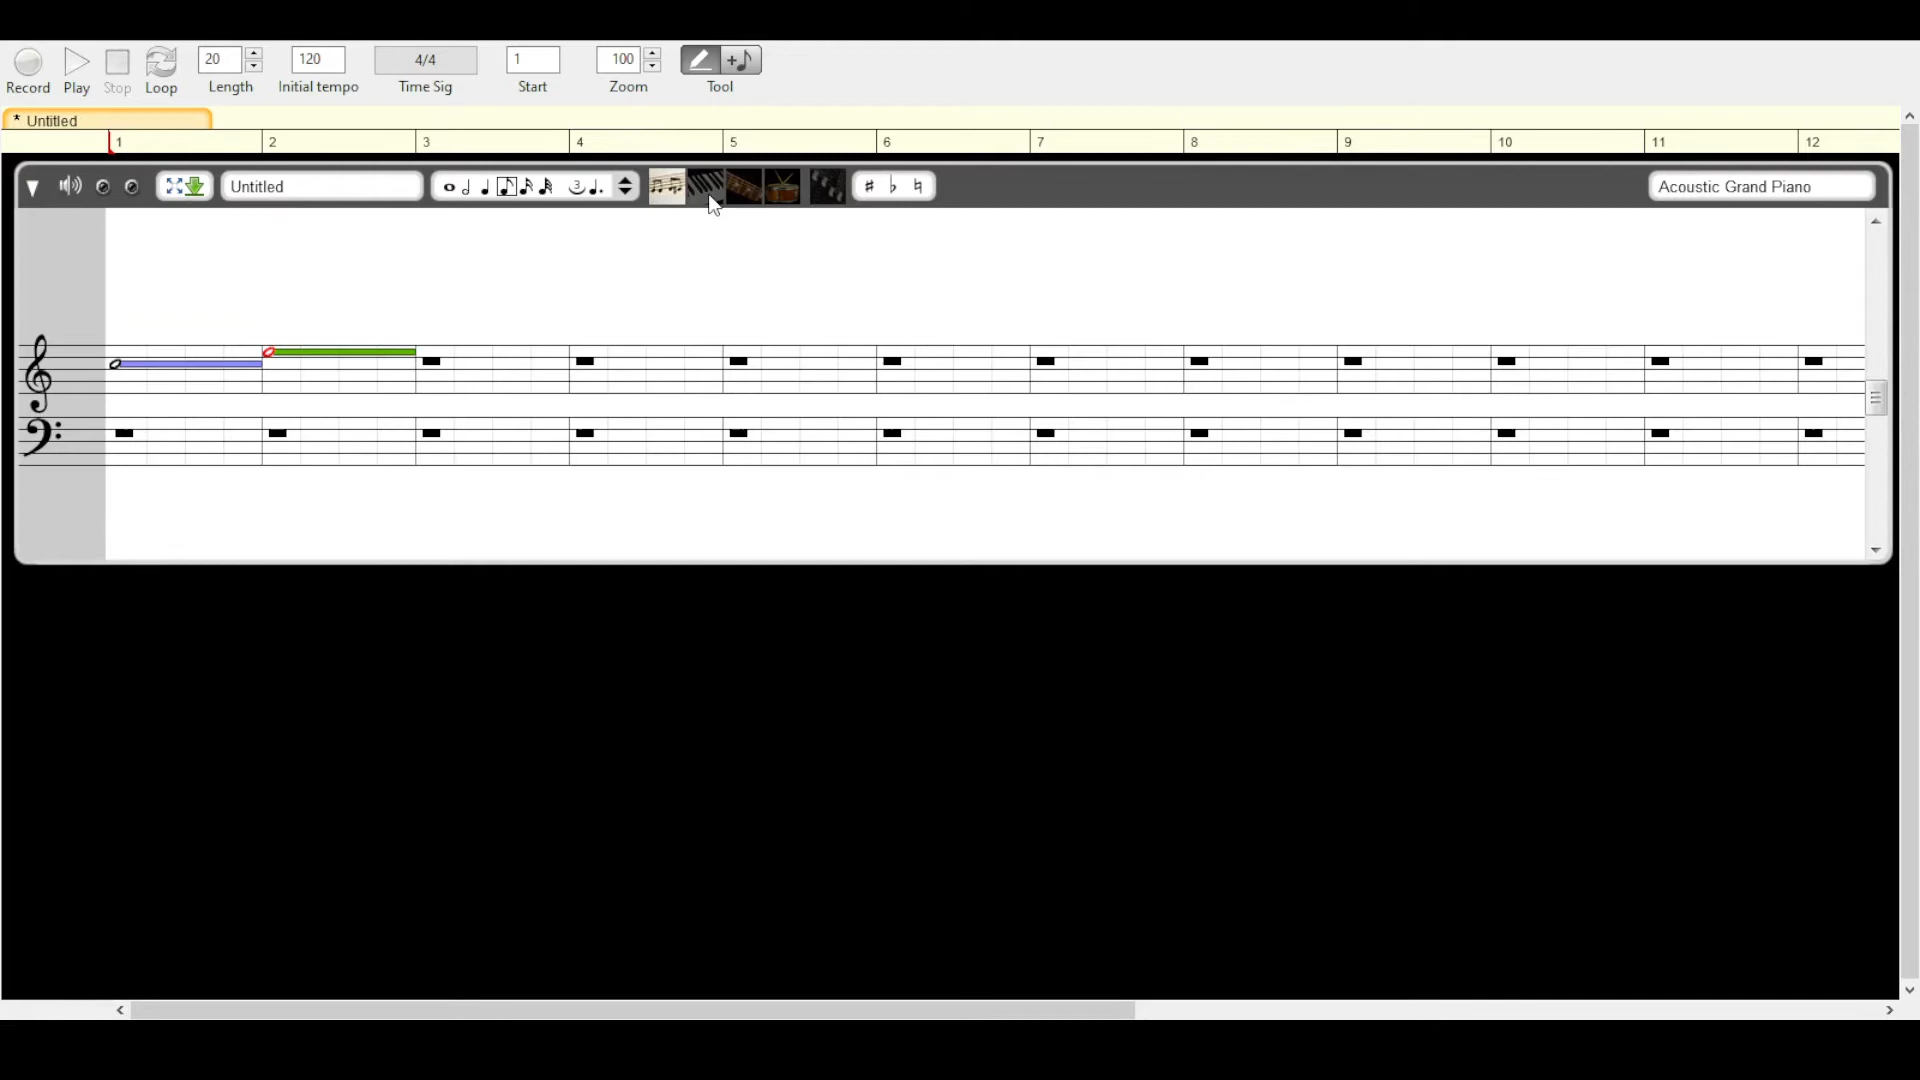 20 120 4/4 1 100
Record Play Stop Loop Length Initial tempo Time Sig Start Zoom Tool
* Untitled
1 2 3 4 5 6 7 8 9 10 11 12
Untitled Acoustic Grand Piano